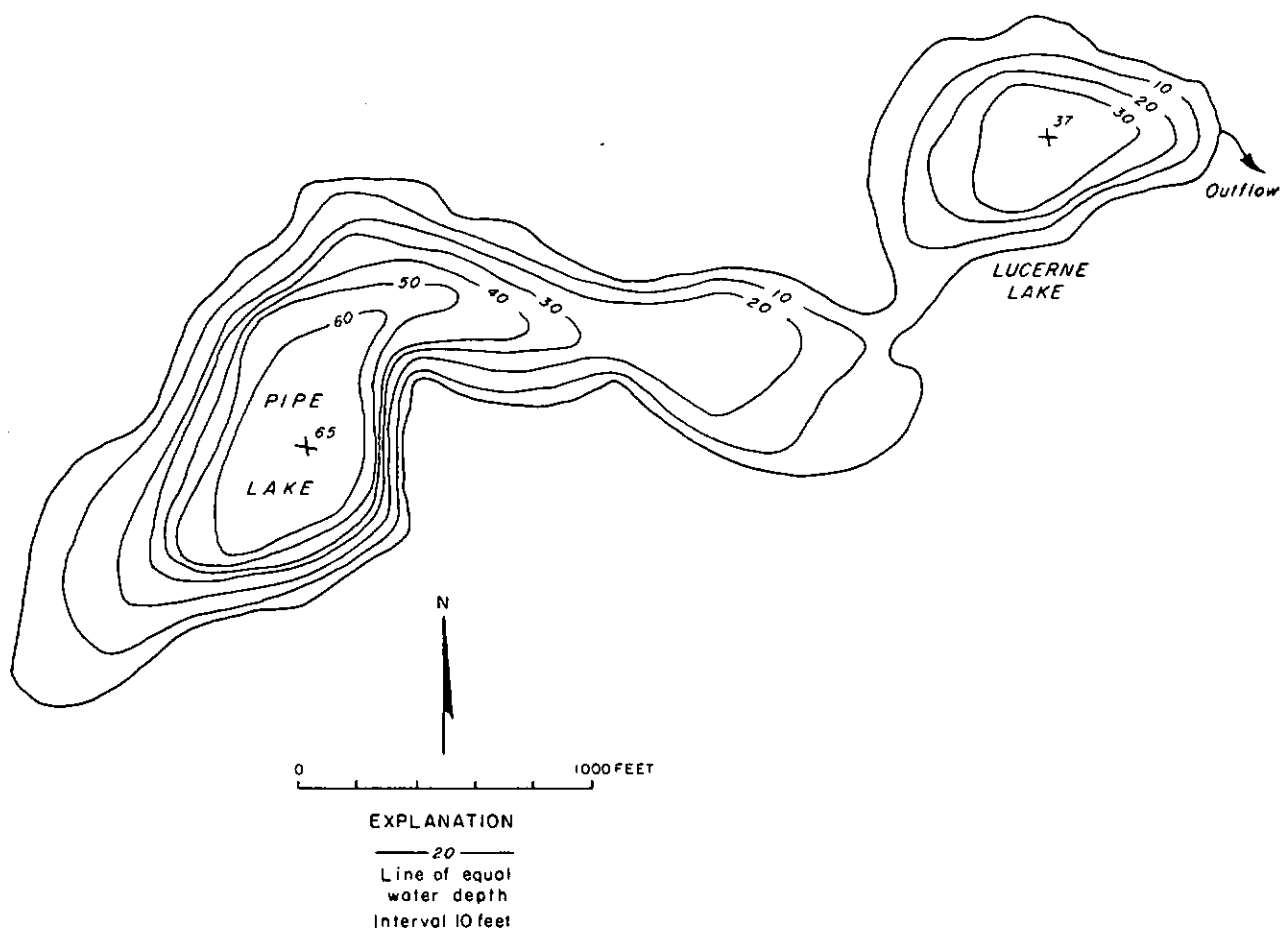 10
20
30
37
Outflow
LUCERNE
LAKE
50
40
30
60
10
20
PIPE
65
LAKE
N
0 1000 FEET
EXPLANATION
20
Line of equal
water depth
Interval 10 feet